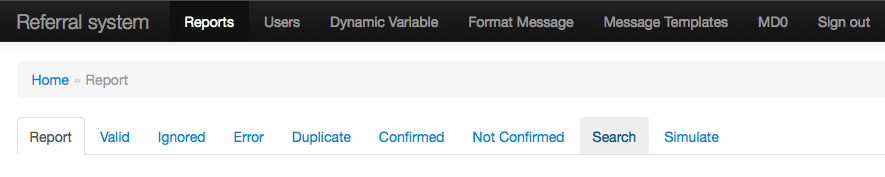 Referral system Reports Users Dynamic Variable Format Message Message Templates MD0 Sign out
Home » Report
Report Valid Ignored Error Duplicate Confirmed Not Confirmed Search Simulate